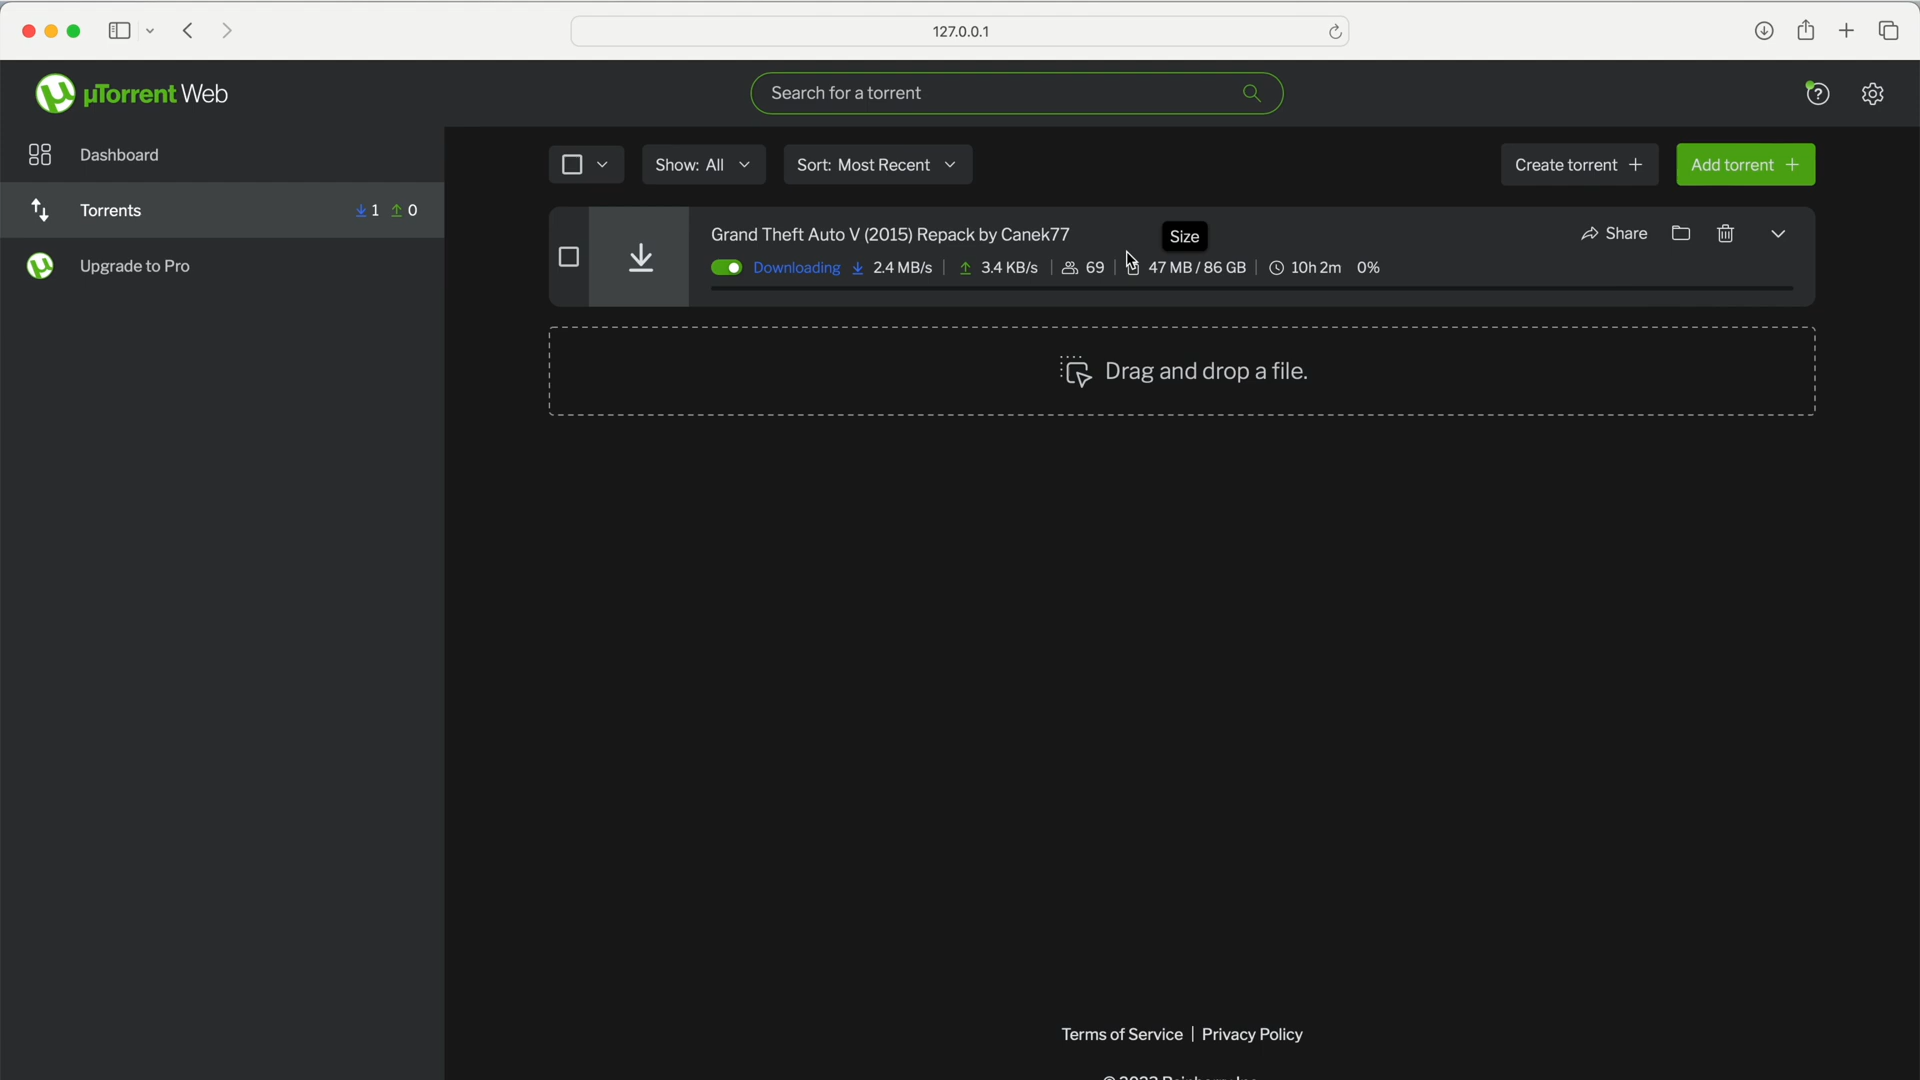 127.0.0.1
µTorrent Web
Search for a torrent
Dashboard
Torrents 1 0
Upgrade to Pro
Show: All Sort: Most Recent Create torrent + Add torrent +
Grand Theft Auto V (2015) Repack by Canek77 Size Share
Downloading 2.4 MB/s 3.4 KB/s 69 47 MB / 86 GB 10h 2m 0%
Drag and drop a file.
Terms of Service | Privacy Policy